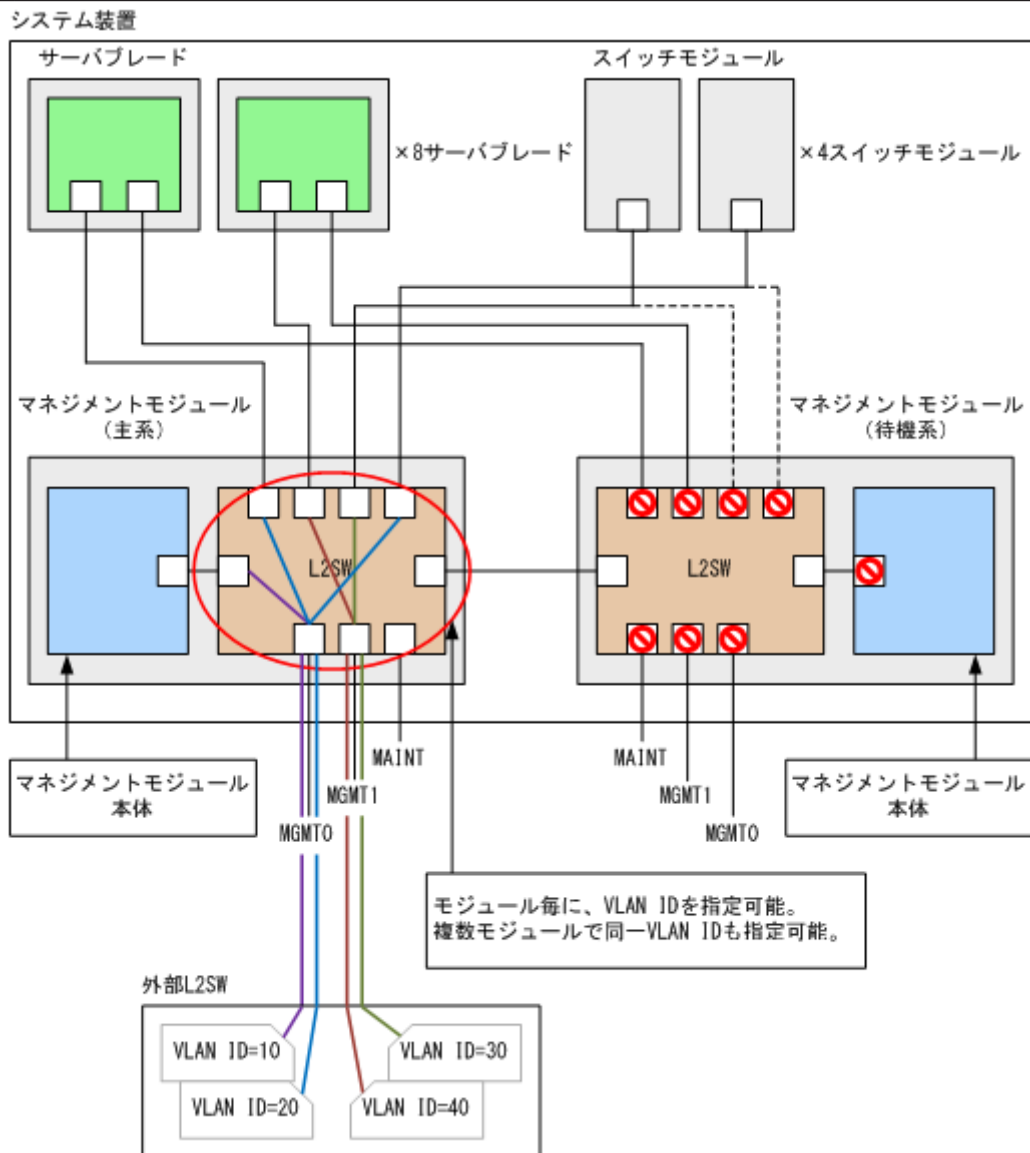 システム装置
サーバブレード
スイッチモジュール
×8サーバブレード
×4スイッチモジュール
マネジメントモジュール
（主系）
マネジメントモジュール
（待機系）
L2SW
L2SW
MAINT
MGMT1
MGMT0
MAINT
MGMT1
MGMT0
マネジメントモジュール
本体
マネジメントモジュール
本体
モジュール毎に、VLAN IDを指定可能。
複数モジュールで同一VLAN IDも指定可能。
外部L2SW
VLAN ID=10
VLAN ID=30
VLAN ID=20
VLAN ID=40